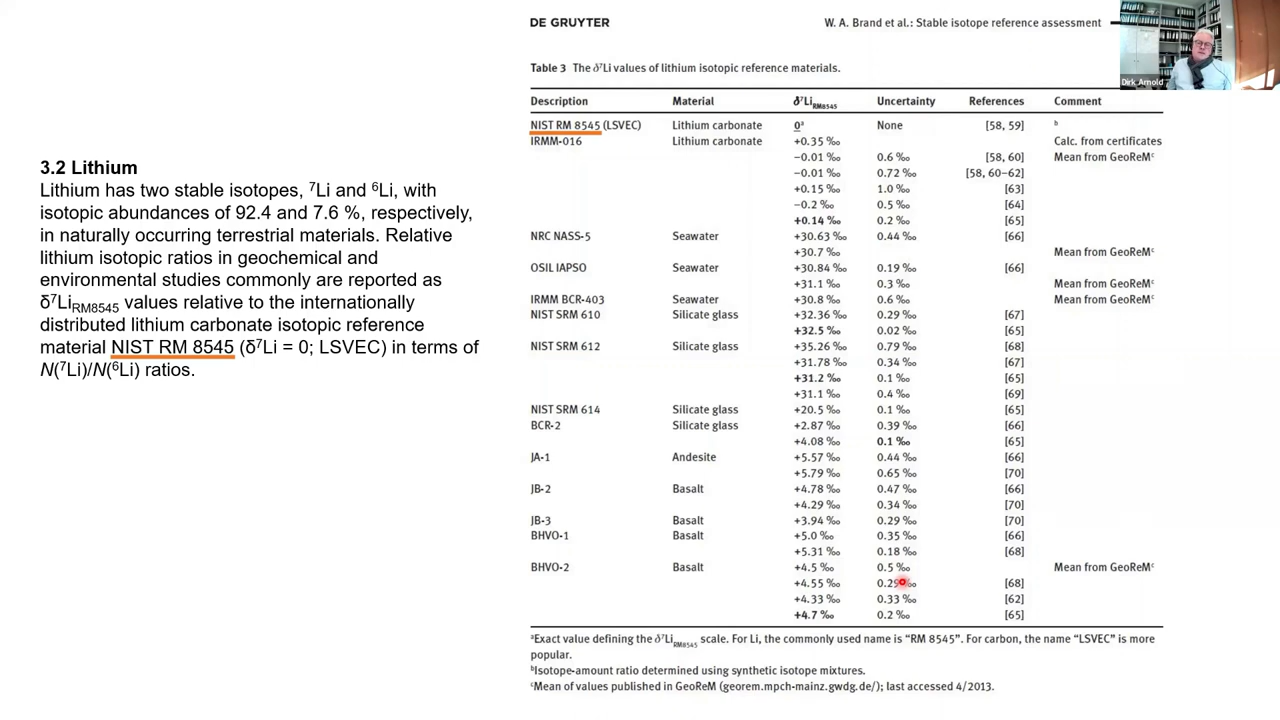 DE GRUYTER
W. A. Brand et al.: Stable isotope reference assessment
Dirk Arnold
3.2 Lithium
Lithium has two stable isotopes, ⁷Li and ⁶Li, with
isotopic abundances of 92.4 and 7.6 %, respectively,
in naturally occurring terrestrial materials. Relative
lithium isotopic ratios in geochemical and
environmental studies commonly are reported as
δ⁷Li_RM8545 values relative to the internationally
distributed lithium carbonate isotopic reference
material NIST RM 8545 (δ⁷Li = 0; LSVEC) in terms of
N(⁷Li)/N(⁶Li) ratios.
Table 3 The δ⁷Li values of lithium isotopic reference materials.
Description Material δ⁷Li_RM8545 Uncertainty References Comment
NIST RM 8545 (LSVEC) Lithium carbonate 0ᵃ None [58, 59] ᵇ
IRMM-016 Lithium carbonate +0.35 ‰ Calc. from certificates
−0.01 ‰ 0.6 ‰ [58, 60] Mean from GeoReMᶜ
−0.01 ‰ 0.72 ‰ [58, 60–62]
+0.15 ‰ 1.0 ‰ [63]
−0.2 ‰ 0.5 ‰ [64]
+0.14 ‰ 0.2 ‰ [65]
NRC NASS-5 Seawater +30.63 ‰ 0.44 ‰ [66]
+30.7 ‰ Mean from GeoReMᶜ
OSIL IAPSO Seawater +30.84 ‰ 0.19 ‰ [66]
+31.1 ‰ 0.3 ‰ Mean from GeoReMᶜ
IRMM BCR-403 Seawater +30.8 ‰ 0.6 ‰ Mean from GeoReMᶜ
NIST SRM 610 Silicate glass +32.36 ‰ 0.29 ‰ [67]
+32.5 ‰ 0.02 ‰ [65]
NIST SRM 612 Silicate glass +35.26 ‰ 0.79 ‰ [68]
+31.78 ‰ 0.34 ‰ [67]
+31.2 ‰ 0.1 ‰ [65]
+31.1 ‰ 0.4 ‰ [69]
NIST SRM 614 Silicate glass +20.5 ‰ 0.1 ‰ [65]
BCR-2 Silicate glass +2.87 ‰ 0.39 ‰ [66]
+4.08 ‰ 0.1 ‰ [65]
JA-1 Andesite +5.57 ‰ 0.44 ‰ [66]
+5.79 ‰ 0.65 ‰ [70]
JB-2 Basalt +4.78 ‰ 0.47 ‰ [66]
+4.29 ‰ 0.34 ‰ [70]
JB-3 Basalt +3.94 ‰ 0.29 ‰ [70]
BHVO-1 Basalt +5.0 ‰ 0.35 ‰ [66]
+5.31 ‰ 0.18 ‰ [68]
BHVO-2 Basalt +4.5 ‰ 0.5 ‰ Mean from GeoReMᶜ
+4.55 ‰ 0.29 ‰ [68]
+4.33 ‰ 0.33 ‰ [62]
+4.7 ‰ 0.2 ‰ [65]
ᵃExact value defining the δ⁷Li_RM8545 scale. For Li, the commonly used name is “RM 8545”. For carbon, the name “LSVEC” is more
popular.
ᵇIsotope-amount ratio determined using synthetic isotope mixtures.
ᶜMean of values published in GeoReM (georem.mpch-mainz.gwdg.de/); last accessed 4/2013.